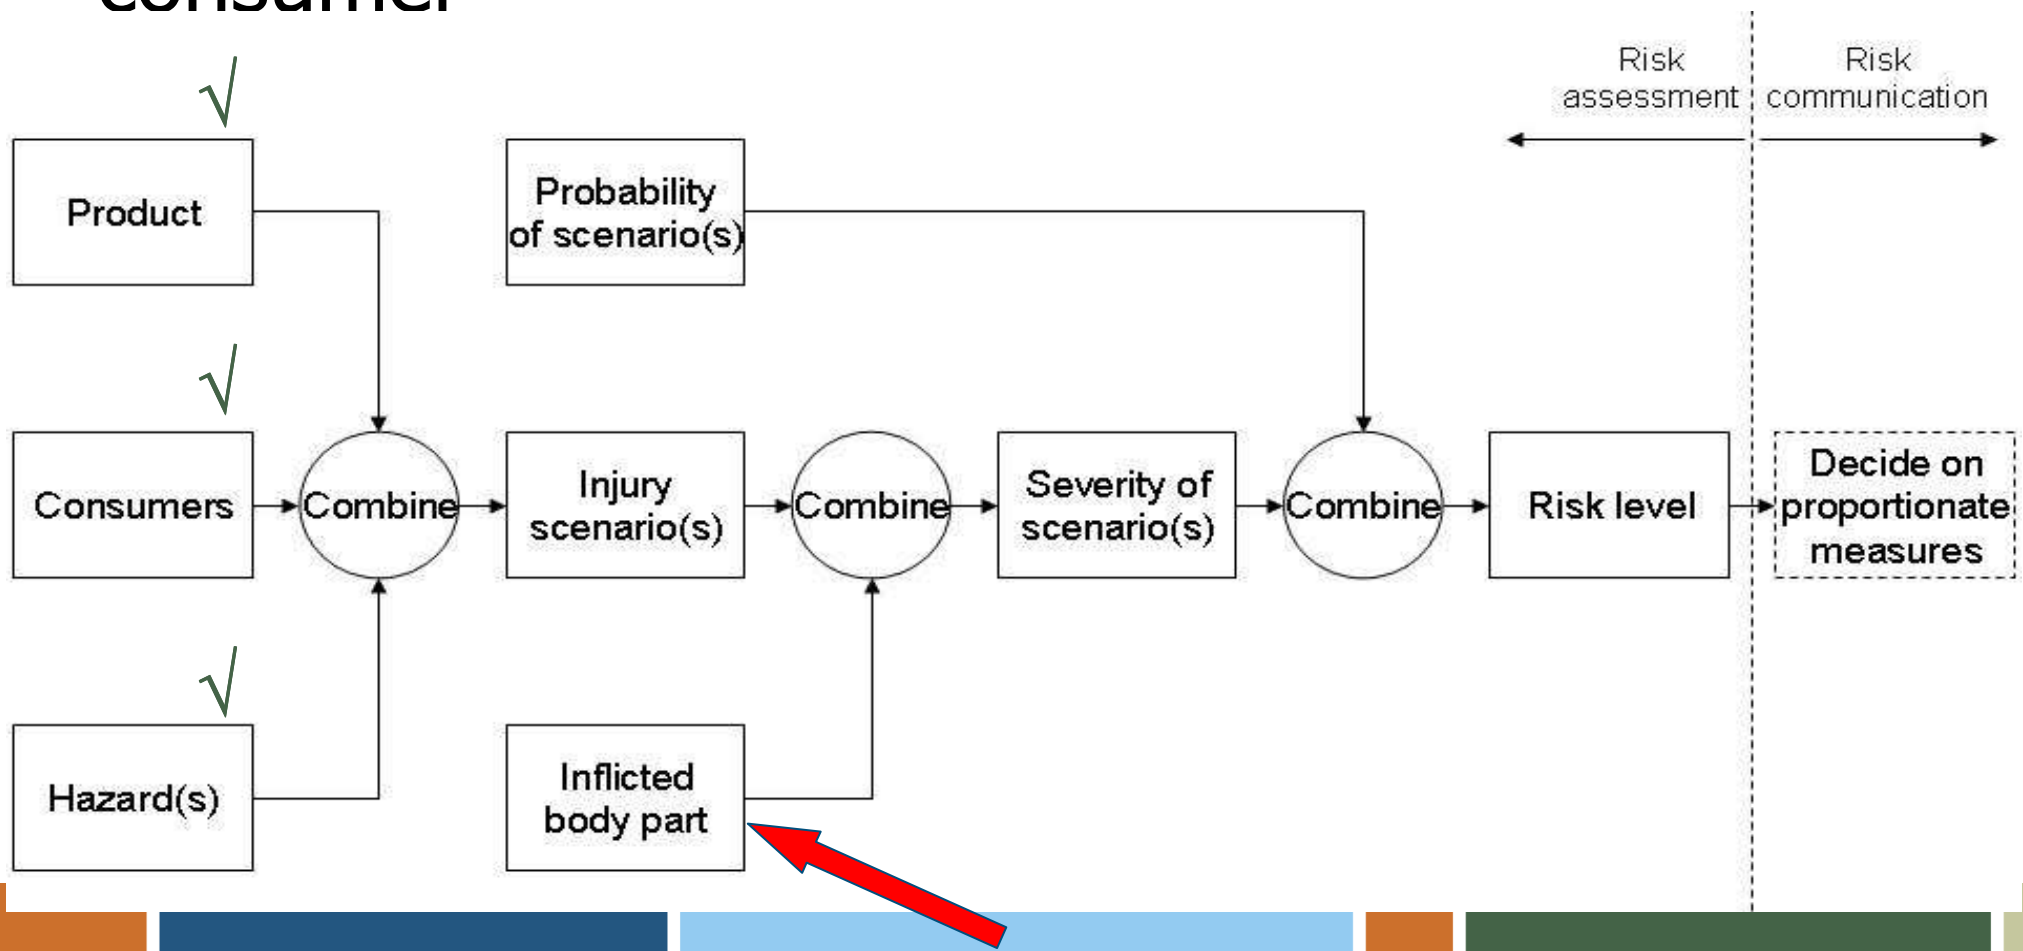 consumer
Risk
assessment
Risk
communication
√
Product
Probability
of scenario(s)
√
Consumers
Combine
Injury
scenario(s)
Combine
Severity of
scenario(s)
Combine
Risk level
Decide on
proportionate
measures
√
Hazard(s)
Inflicted
body part